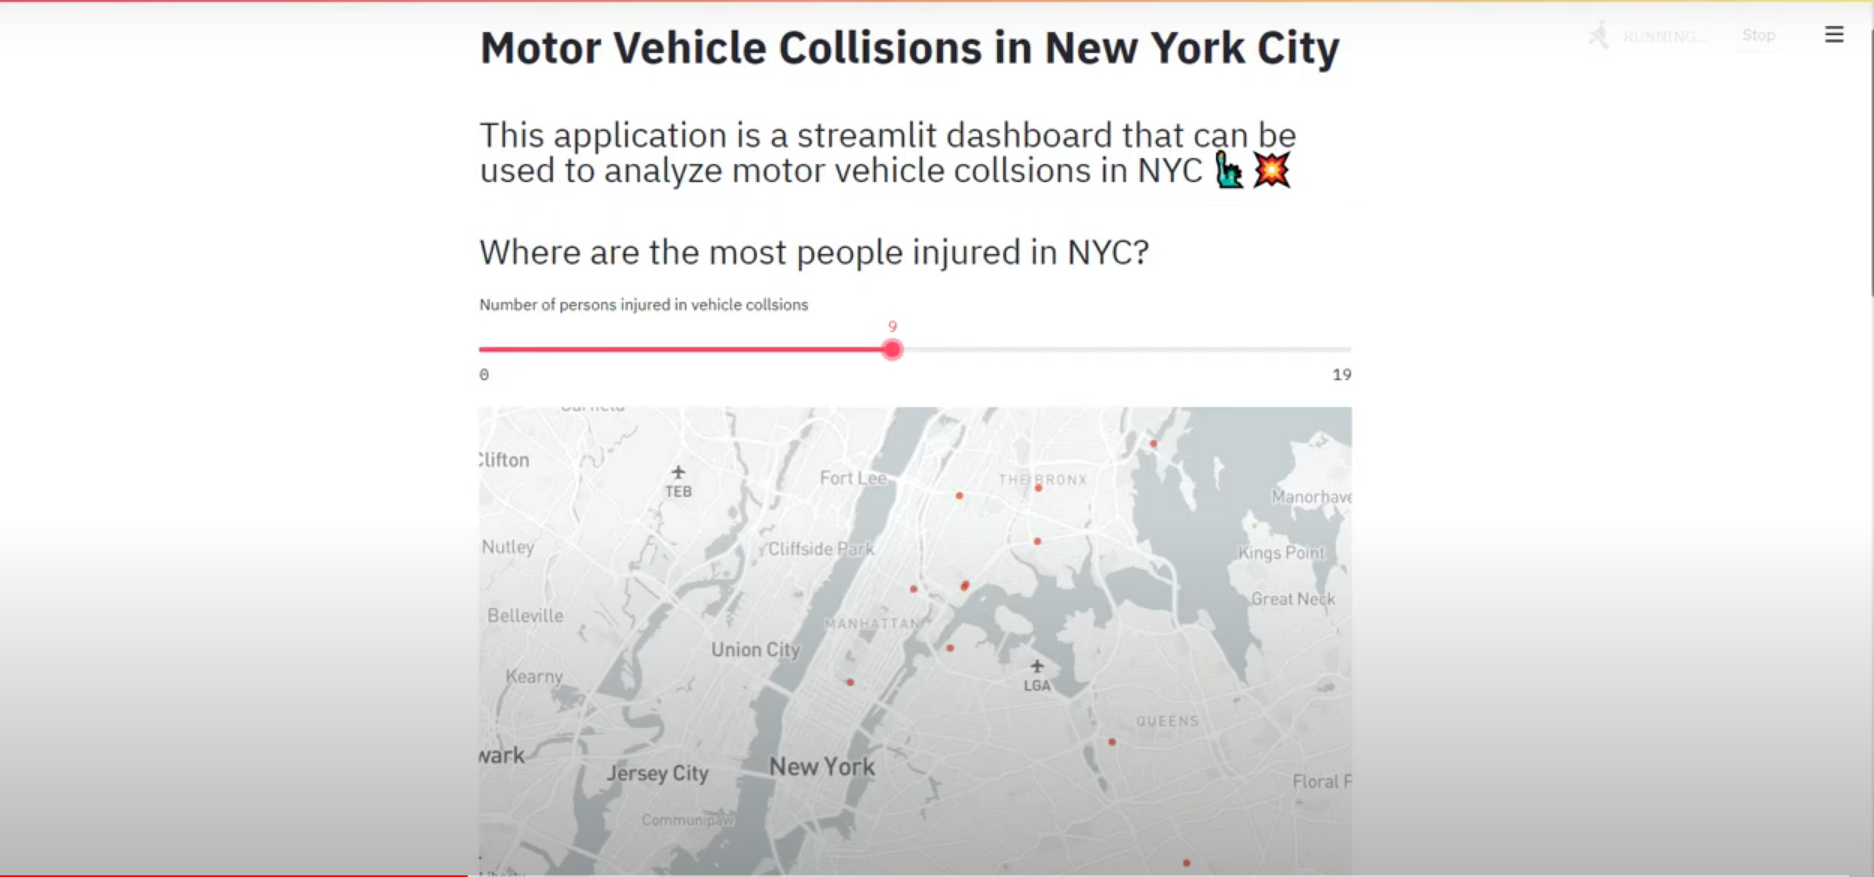 Motor Vehicle Collisions in New York City
RUNNING...
Stop
This application is a streamlit dashboard that can be
used to analyze motor vehicle collsions in NYC
Where are the most people injured in NYC?
Number of persons injured in vehicle collsions
9
0
19
Clifton
TEB
Fort Lee
THE BRONX
Manorhave
Nutley
Cliffside Park
Kings Point
Belleville
Great Neck
MANHATTAN
Union City
Kearny
LGA
QUEENS
wark
Jersey City
New York
Floral F
Communipaw